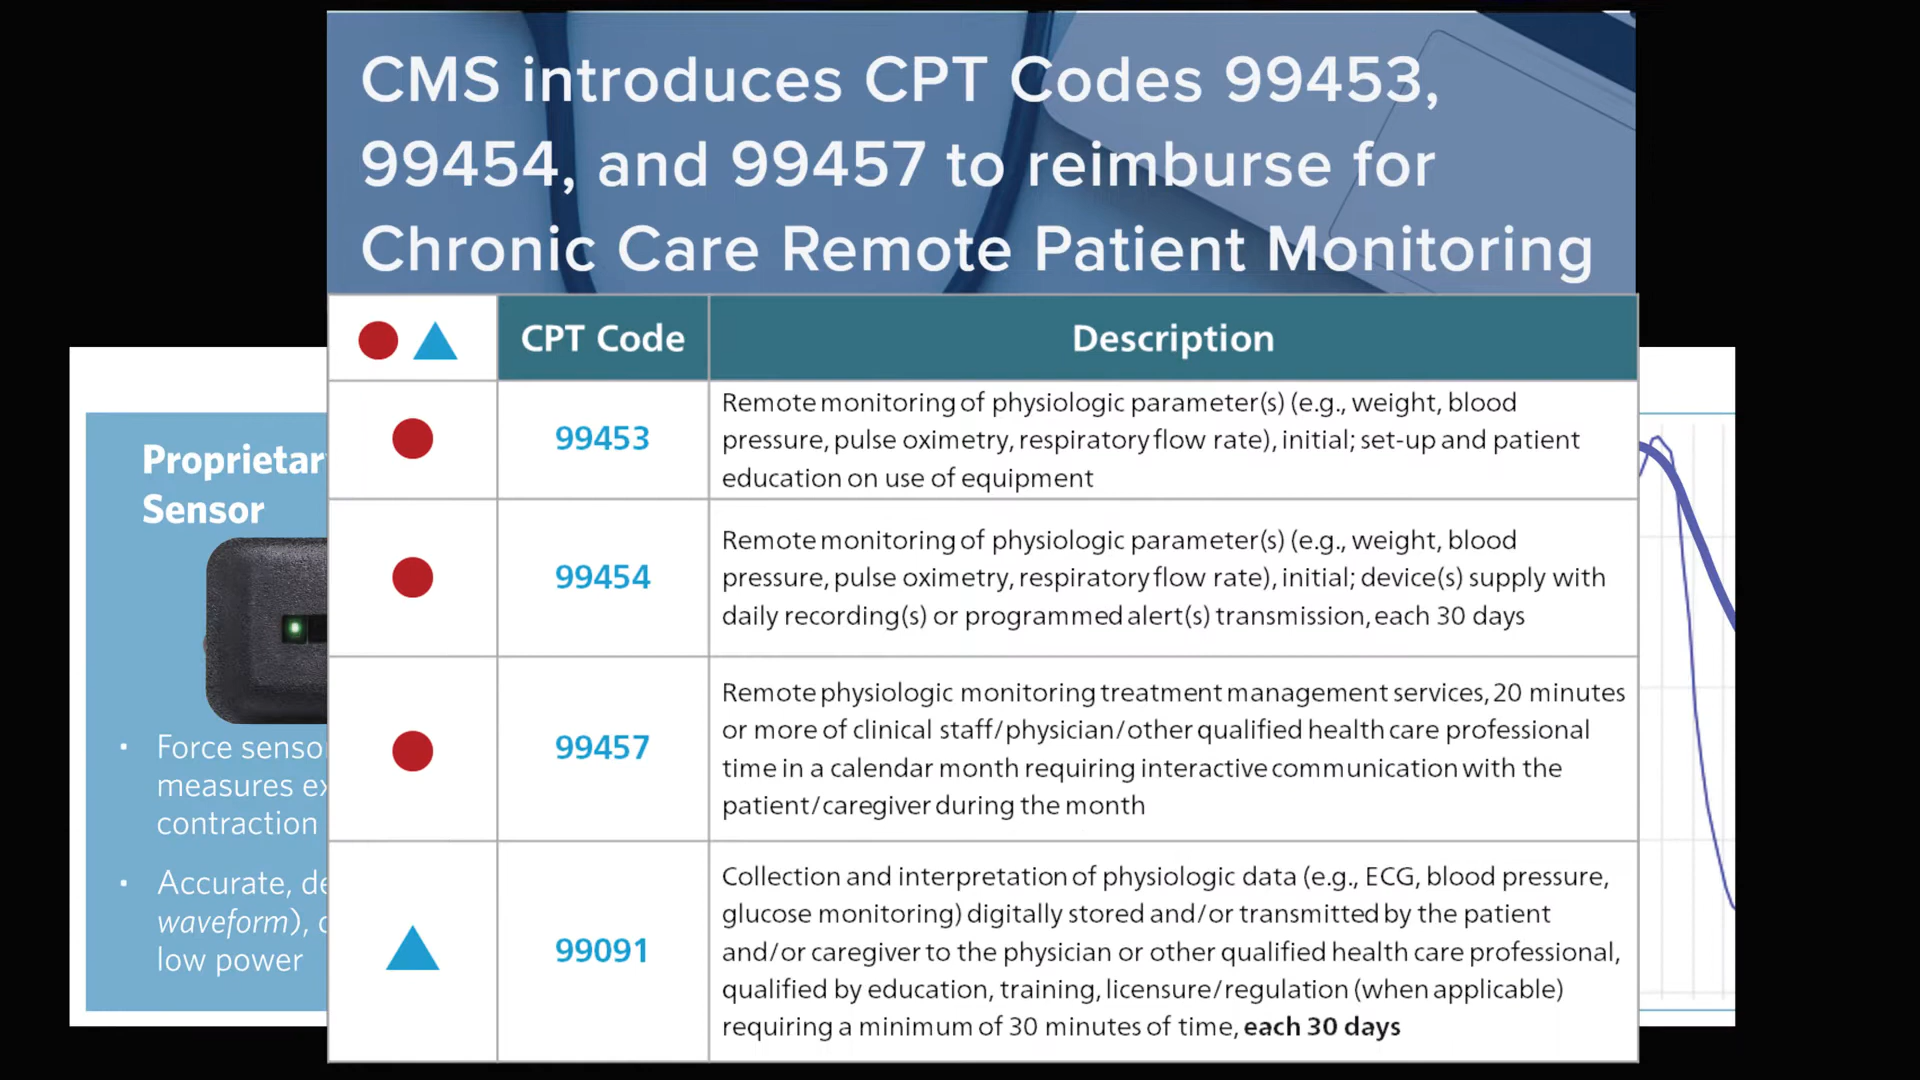 CMS introduces CPT Codes 99453,
99454, and 99457 to reimburse for
Chronic Care Remote Patient Monitoring
CPT Code
Description
99453
Remote monitoring of physiologic parameter(s) (e.g., weight, blood
pressure, pulse oximetry, respiratory flow rate), initial; set-up and patient
education on use of equipment
99454
Remote monitoring of physiologic parameter(s) (e.g., weight, blood
pressure, pulse oximetry, respiratory flow rate), initial; device(s) supply with
daily recording(s) or programmed alert(s) transmission, each 30 days
99457
Remote physiologic monitoring treatment management services, 20 minutes
or more of clinical staff/physician/other qualified health care professional
time in a calendar month requiring interactive communication with the
patient/caregiver during the month
99091
Collection and interpretation of physiologic data (e.g., ECG, blood pressure,
glucose monitoring) digitally stored and/or transmitted by the patient
and/or caregiver to the physician or other qualified health care professional,
qualified by education, training, licensure/regulation (when applicable)
requiring a minimum of 30 minutes of time, each 30 days
Sensor
• Force
measures
contraction
• Accurate,
waveform),
low power